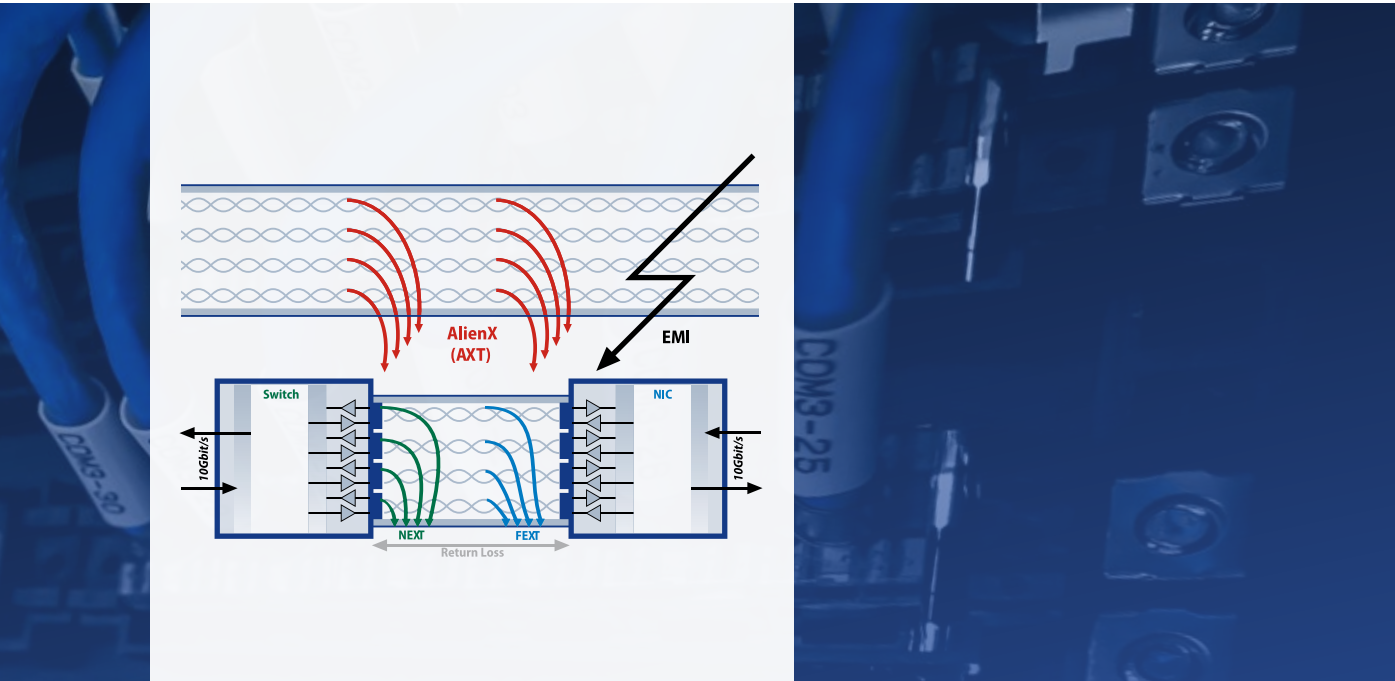 AlienX
(AXT)
EMI
Switch
NIC
10Gbit/s
10Gbit/s
NEXT
FEXT
Return Loss
COM3-30
COM3-25